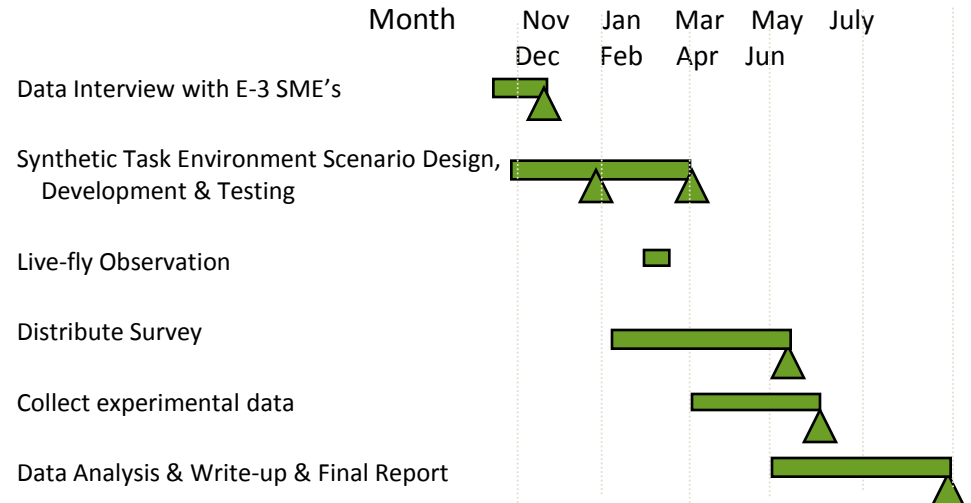 Month Nov Jan Mar May July
Dec Feb Apr Jun
Data Interview with E-3 SME’s
Synthetic Task Environment Scenario Design,
Development & Testing
Live-fly Observation
Distribute Survey
Collect experimental data
Data Analysis & Write-up & Final Report